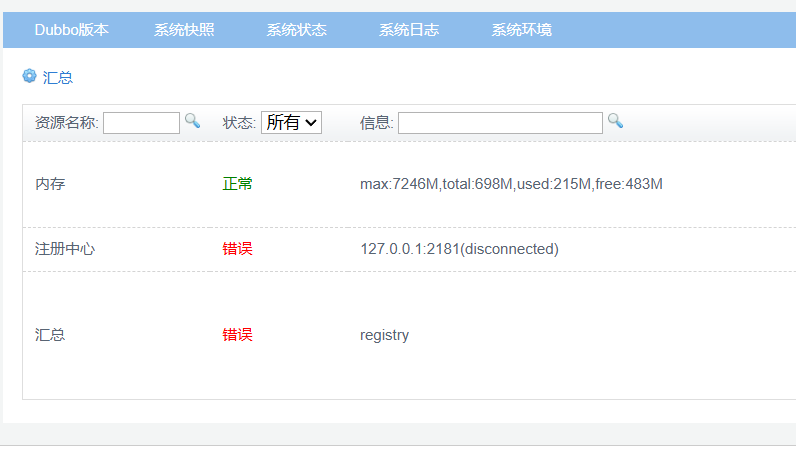 Dubbo版本 系统快照 系统状态 系统日志 系统环境
汇总
资源名称: 状态: 所有 信息:
内存 正常 max:7246M,total:698M,used:215M,free:483M
注册中心 错误 127.0.0.1:2181(disconnected)
汇总 错误 registry